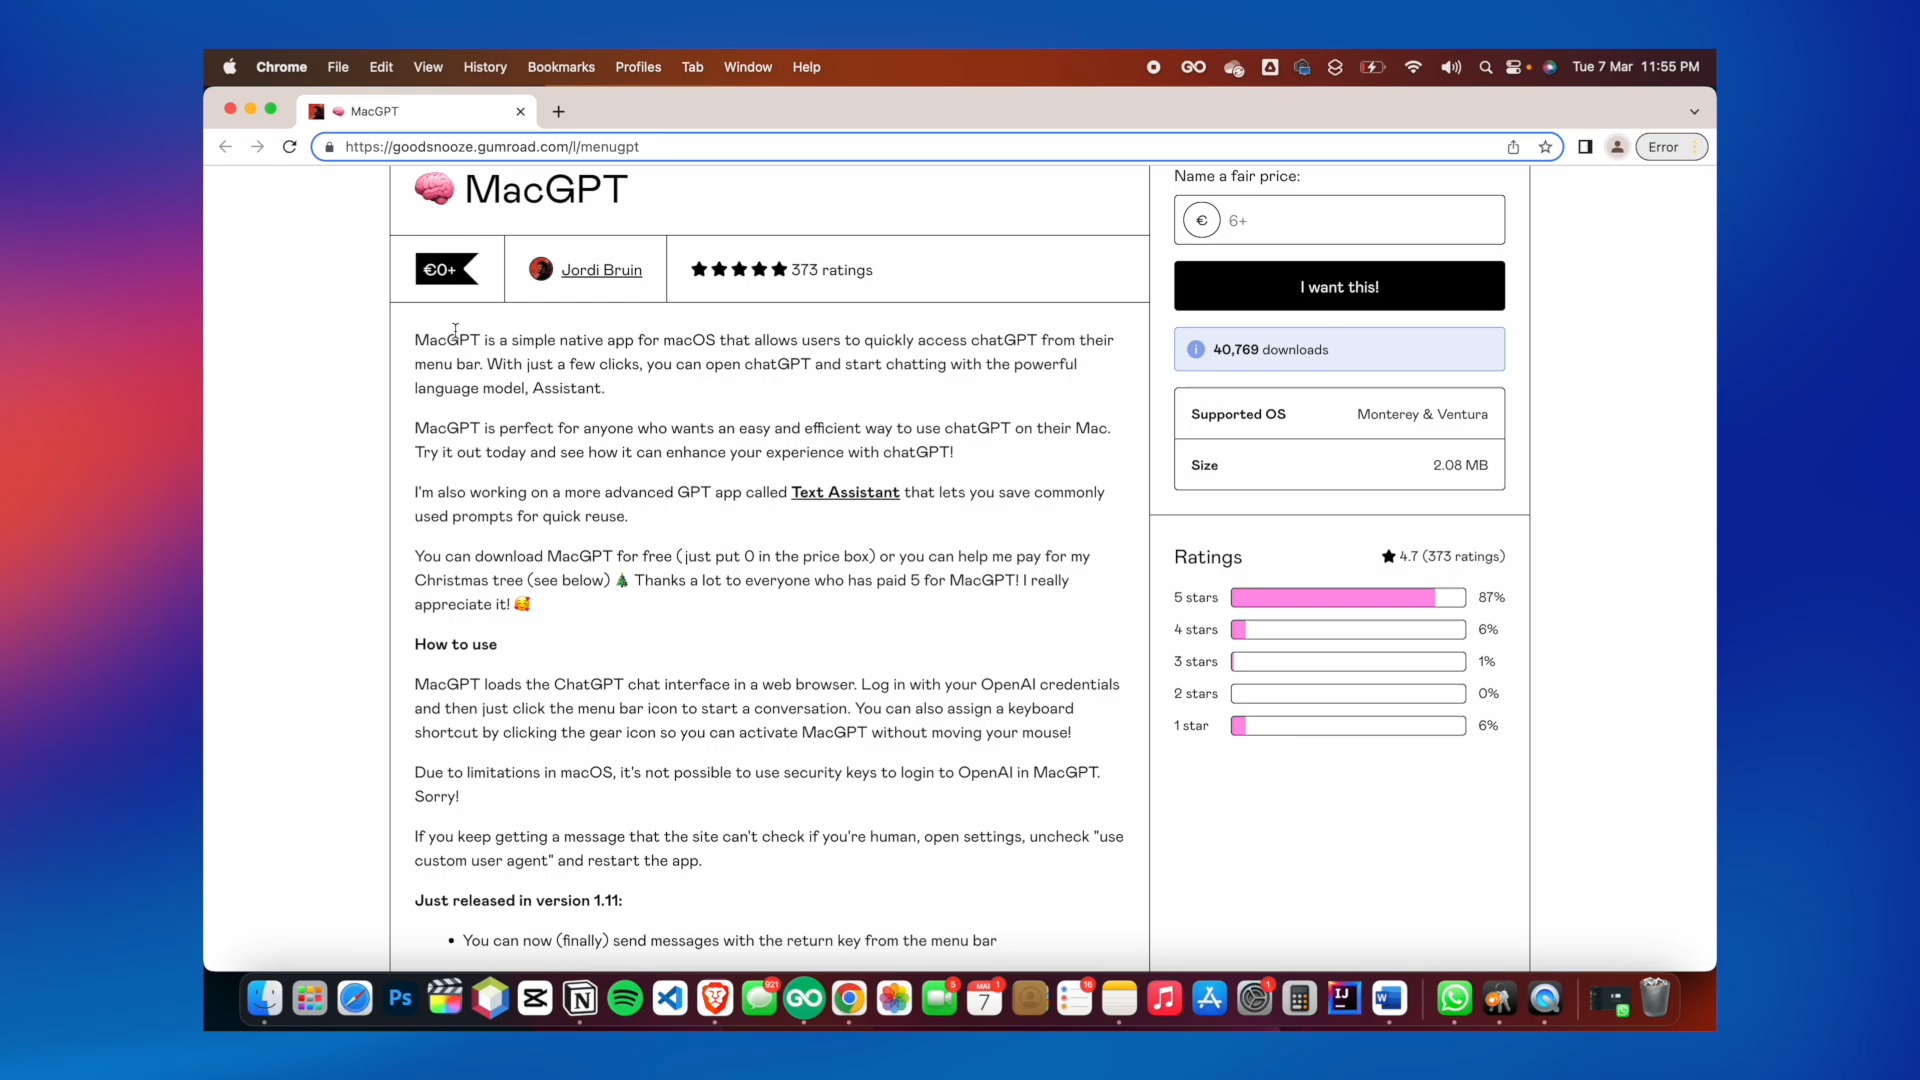 Chrome File Edit View History Bookmarks Profiles Tab Window Help GO Tue 7 Mar 11:55 PM
MacGPT
https://goodsnooze.gumroad.com/l/menugpt Error
MacGPT
€0+ Jordi Bruin 373 ratings
MacGPT is a simple native app for macOS that allows users to quickly access chatGPT from their
menu bar. With just a few clicks, you can open chatGPT and start chatting with the powerful
language model, Assistant.
MacGPT is perfect for anyone who wants an easy and efficient way to use chatGPT on their Mac.
Try it out today and see how it can enhance your experience with chatGPT!
I'm also working on a more advanced GPT app called Text Assistant that lets you save commonly
used prompts for quick reuse.
You can download MacGPT for free (just put 0 in the price box) or you can help me pay for my
Christmas tree (see below) 🎄 Thanks a lot to everyone who has paid 5 for MacGPT! I really
appreciate it! 🥰
How to use
MacGPT loads the ChatGPT chat interface in a web browser. Log in with your OpenAI credentials
and then just click the menu bar icon to start a conversation. You can also assign a keyboard
shortcut by clicking the gear icon so you can activate MacGPT without moving your mouse!
Due to limitations in macOS, it's not possible to use security keys to login to OpenAI in MacGPT.
Sorry!
If you keep getting a message that the site can't check if you're human, open settings, uncheck "use
custom user agent" and restart the app.
Just released in version 1.11:
• You can now (finally) send messages with the return key from the menu bar
Name a fair price:
€ 6+
I want this!
40,769 downloads
Supported OS Monterey & Ventura
Size 2.08 MB
Ratings 4.7 (373 ratings)
5 stars 87%
4 stars 6%
3 stars 1%
2 stars 0%
1 star 6%
Ps 921 GO 5 MAI 7 1 16 1 IJ W